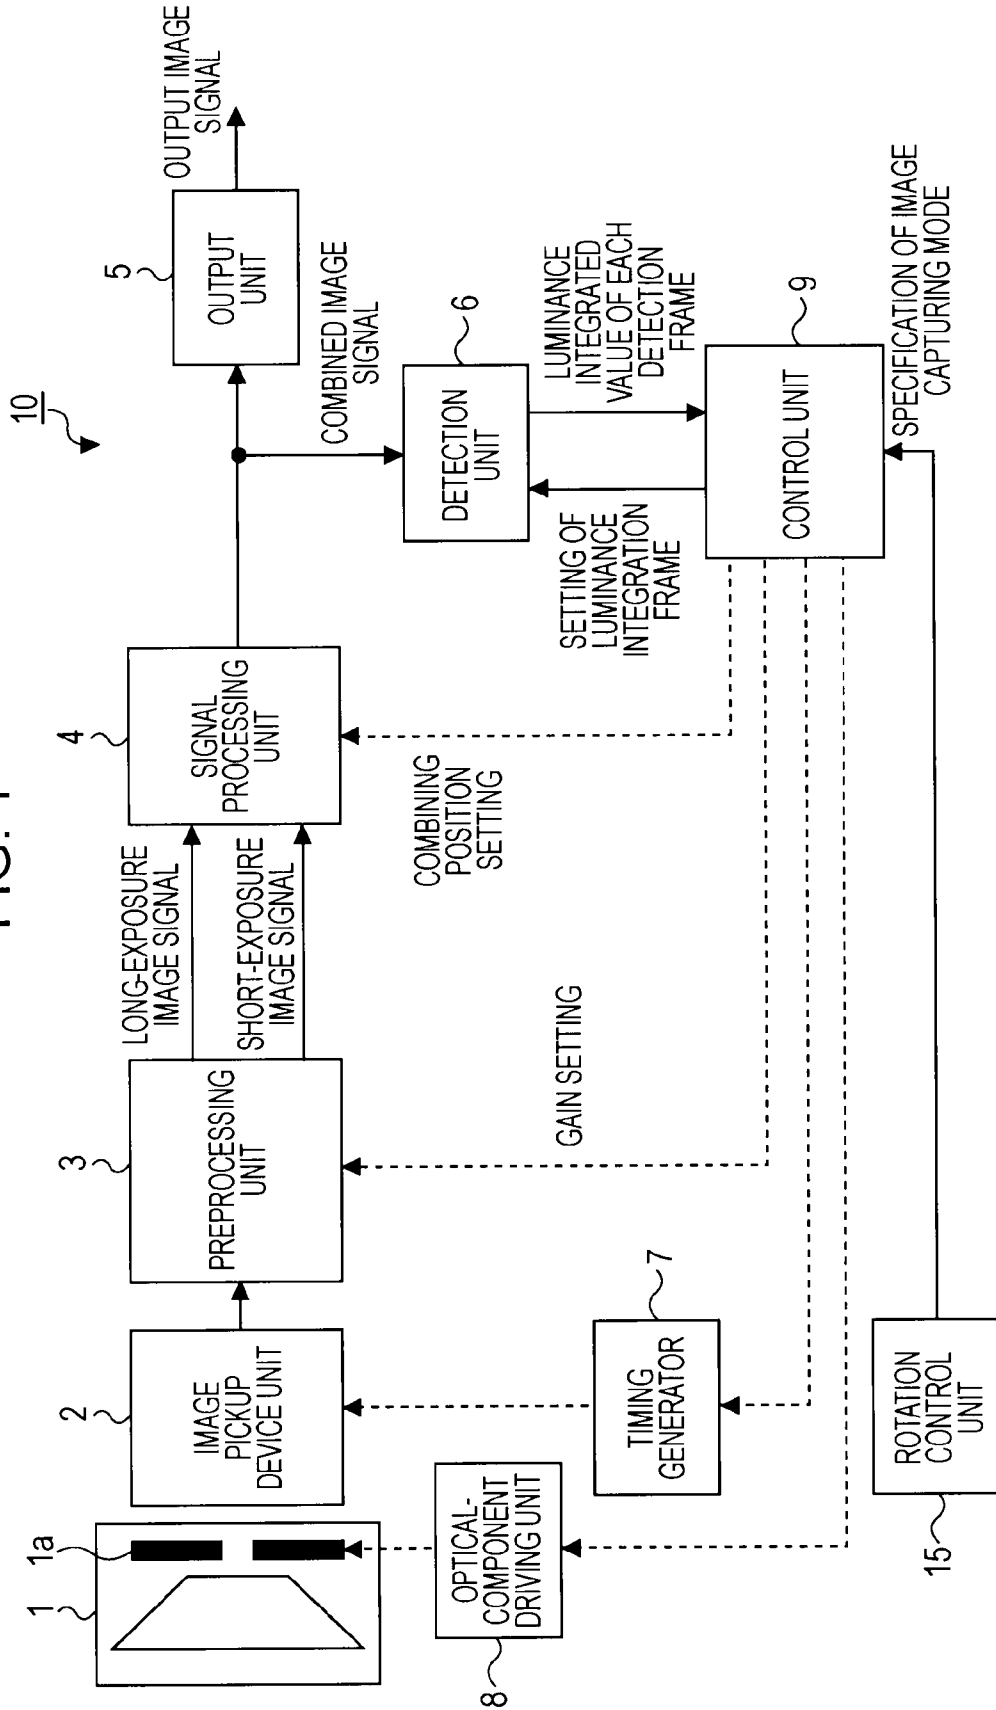 FIG. 1
10
1
1a
2
IMAGE
PICKUP
DEVICE UNIT
3
PREPROCESSING
UNIT
LONG-EXPOSURE
IMAGE SIGNAL
SHORT-EXPOSURE
IMAGE SIGNAL
4
SIGNAL
PROCESSING
UNIT
5
OUTPUT
UNIT
OUTPUT IMAGE
SIGNAL
COMBINED IMAGE
SIGNAL
6
DETECTION
UNIT
SETTING OF
LUMINANCE
INTEGRATION
FRAME
LUMINANCE
INTEGRATED
VALUE OF EACH
DETECTION
FRAME
9
CONTROL UNIT
COMBINING
POSITION
SETTING
GAIN SETTING
7
TIMING
GENERATOR
8
OPTICAL-
COMPONENT
DRIVING UNIT
15
ROTATION
CONTROL
UNIT
SPECIFICATION OF IMAGE
CAPTURING MODE